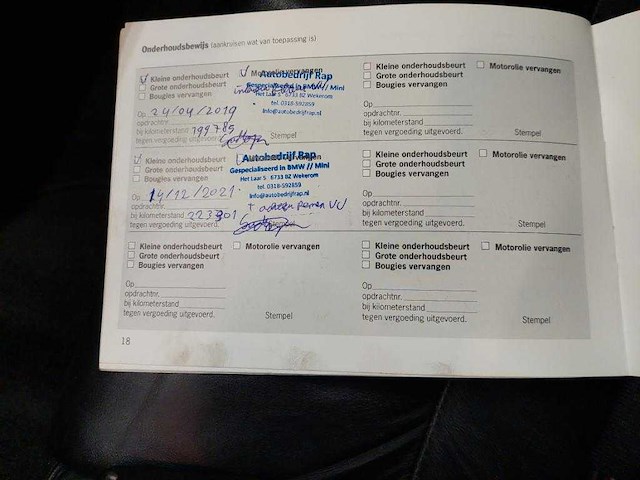 Onderhoudsbewijs (aankruisen wat van toepassing is)
Kleine onderhoudsbeurt
Motorolie vervangen
Grote onderhoudsbeurt
Bougies vervangen
Autobedrijf Rap
Gespecialiseerd in BMW // Mini
Het Laar 5 6733 BZ Wekerom
tel. 0318-592859
info@autobedrijfrap.nl
Op 24/04/2019
opdrachtnr.
bij kilometerstand 199785
tegen vergoeding uitgevoerd.
Stempel
Kleine onderhoudsbeurt
Motorolie vervangen
Grote onderhoudsbeurt
Bougies vervangen
Op
opdrachtnr.
bij kilometerstand
tegen vergoeding uitgevoerd.
Stempel
Kleine onderhoudsbeurt
Grote onderhoudsbeurt
Bougies vervangen
Autobedrijf Rap
Gespecialiseerd in BMW // Mini
Het Laar 5 6733 BZ Wekerom
tel. 0318-592859
info@autobedrijfrap.nl
Op 14/12/2021
opdrachtnr.
bij kilometerstand 223301
tegen vergoeding uitgevoerd.
Kleine onderhoudsbeurt
Motorolie vervangen
Grote onderhoudsbeurt
Bougies vervangen
Op
opdrachtnr.
bij kilometerstand
tegen vergoeding uitgevoerd.
Stempel
Kleine onderhoudsbeurt
Motorolie vervangen
Grote onderhoudsbeurt
Bougies vervangen
Op
opdrachtnr.
bij kilometerstand
tegen vergoeding uitgevoerd.
Stempel
Kleine onderhoudsbeurt
Motorolie vervangen
Grote onderhoudsbeurt
Bougies vervangen
Op
opdrachtnr.
bij kilometerstand
tegen vergoeding uitgevoerd.
Stempel
18